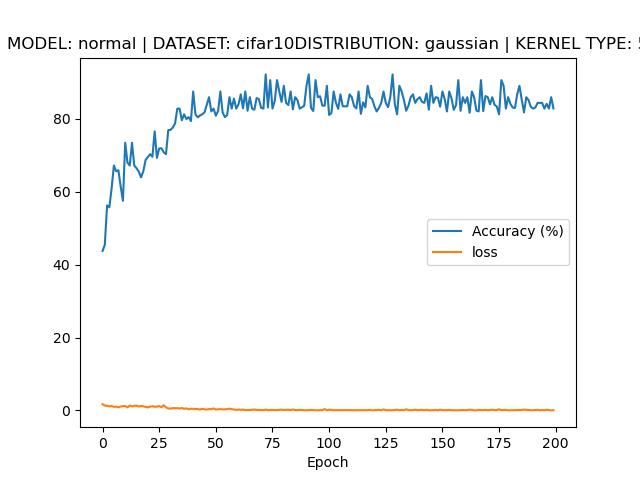 MODEL: normal | DATASET: cifar10DISTRIBUTION: gaussian | KERNEL TYPE:
80
60
40
20
0
Accuracy (%)
loss
0 25 50 75 100 125 150 175 200
Epoch